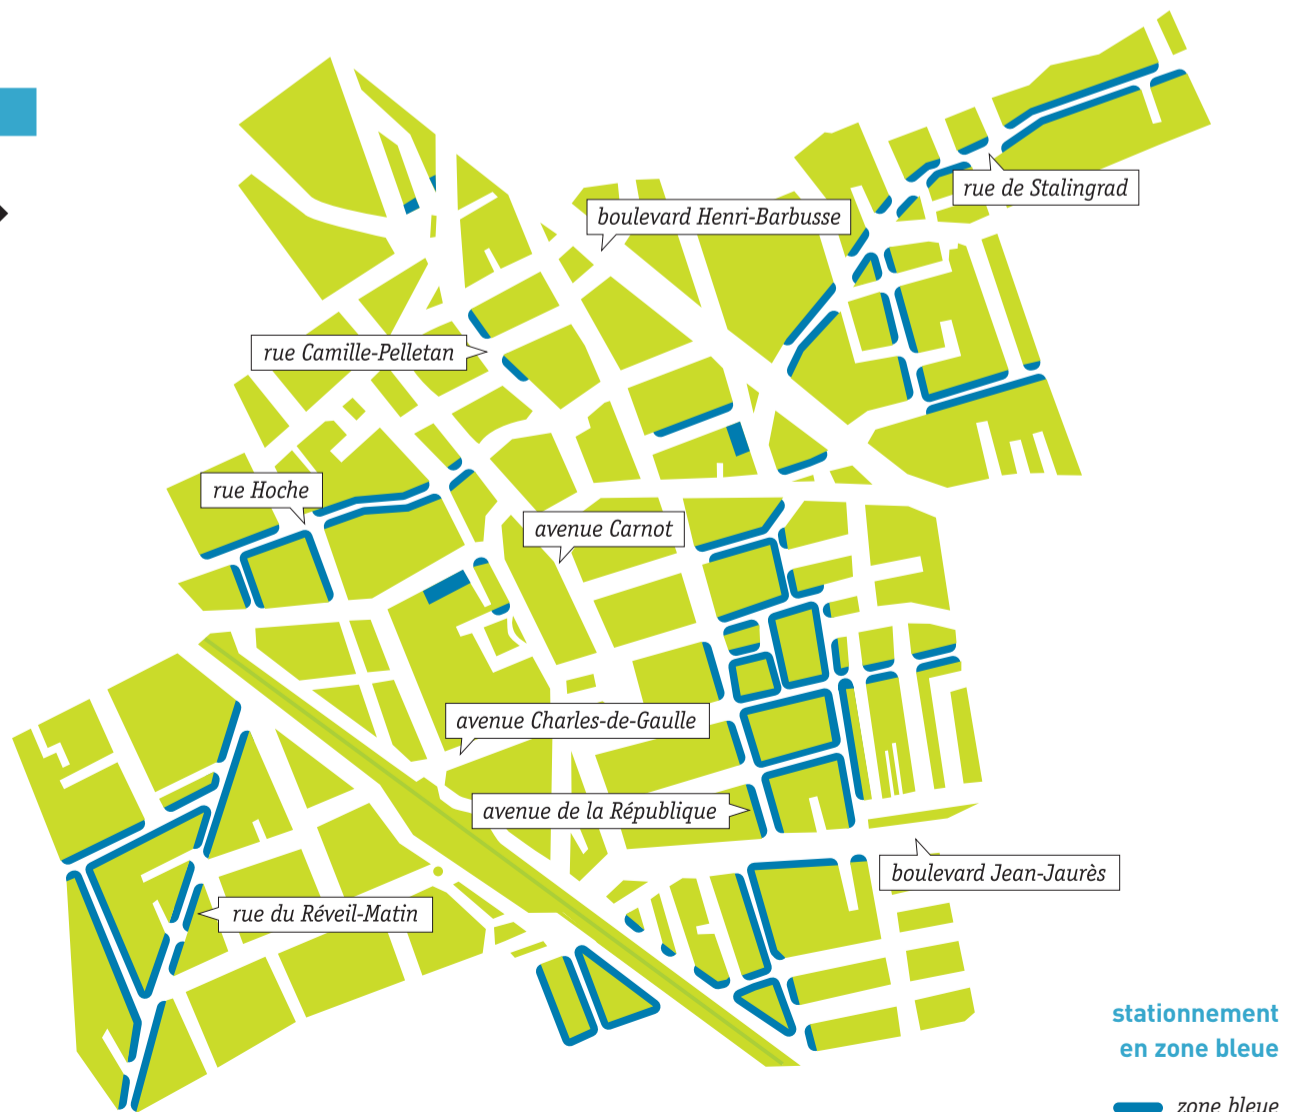 rue de Stalingrad
boulevard Henri-Barbusse
rue Camille-Pelletan
rue Hoche
avenue Carnot
avenue Charles-de-Gaulle
avenue de la République
boulevard Jean-Jaurès
rue du Réveil-Matin
stationnement
en zone bleue
zone bleue